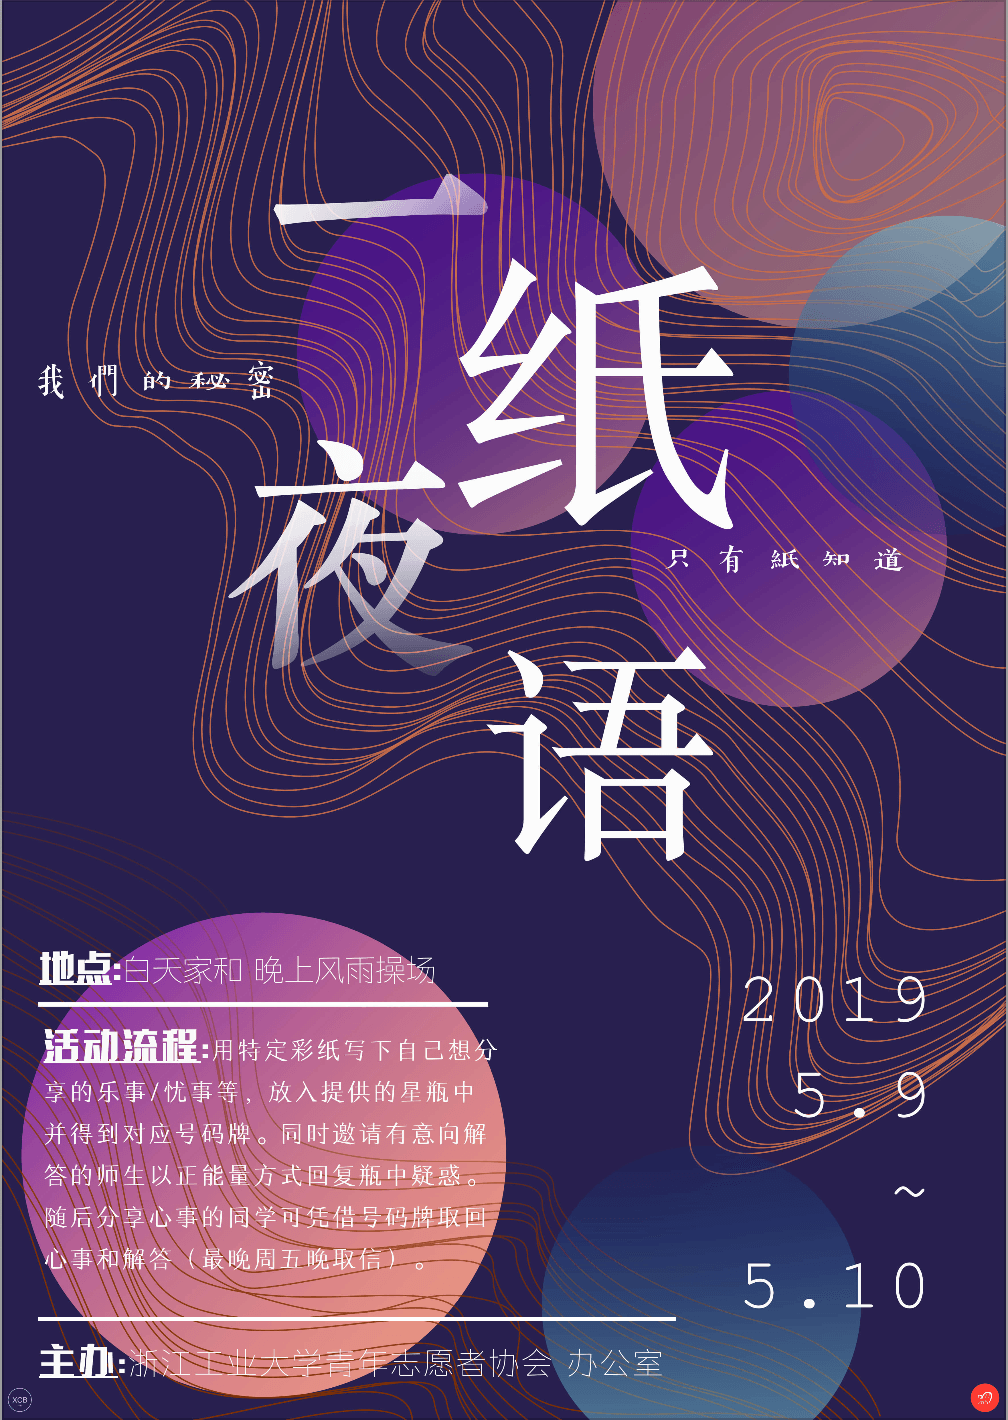 一纸
夜语
我們的秘密
只有紙知道
地点:白天家和 晚上风雨操场
活动流程:用特定彩纸写下自己想分
享的乐事/忧事等，放入提供的星瓶中
并得到对应号码牌。同时邀请有意向解
答的师生以正能量方式回复瓶中疑惑。
随后分享心事的同学可凭借号码牌取回
心事和解答（最晚周五晚取信）。
主办:浙江工业大学青年志愿者协会 办公室
2019
5.9
~
5.10
XCB